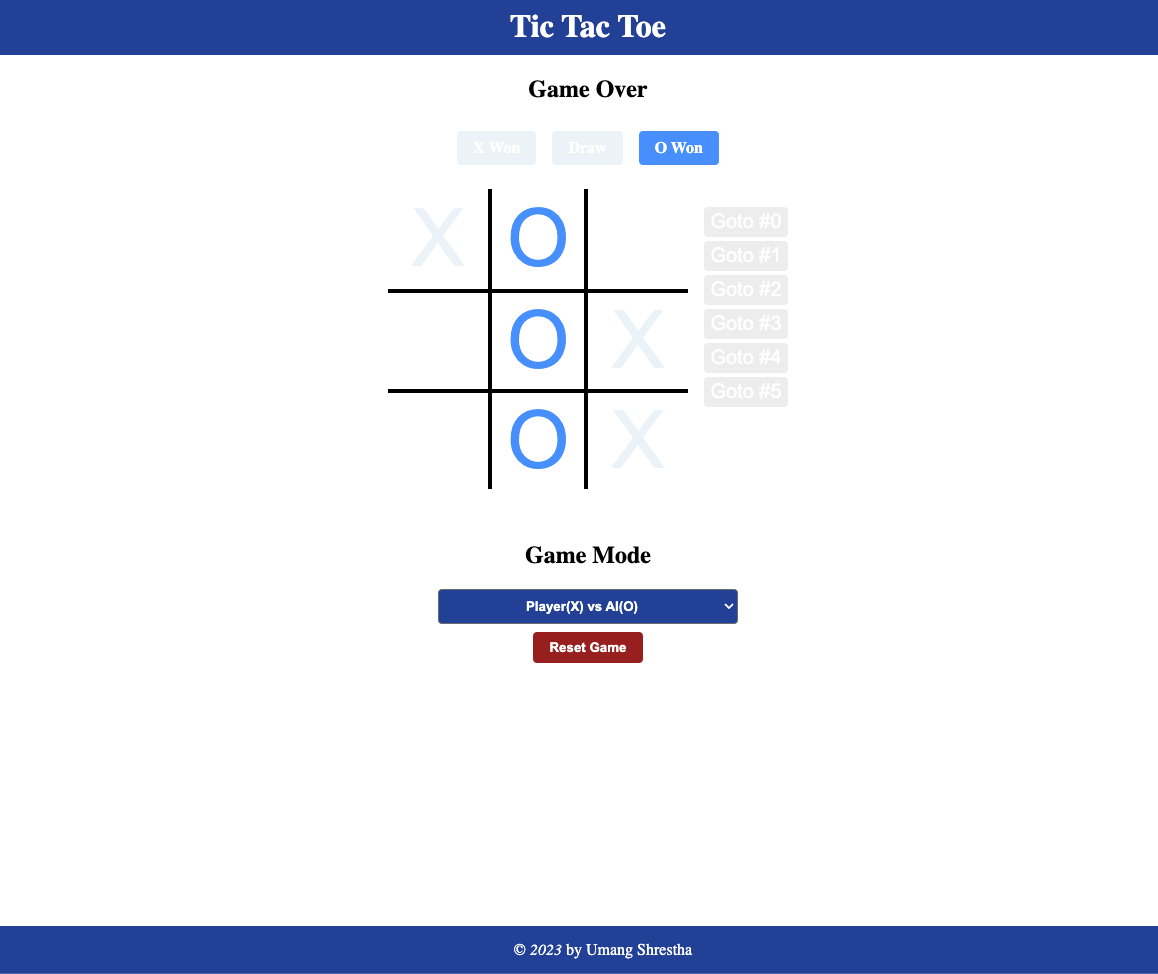 Tic Tac Toe
Game Over
X Won Draw O Won
X O
O X
O X
Goto #0
Goto #1
Goto #2
Goto #3
Goto #4
Goto #5
Game Mode
Player(X) vs AI(O)
Reset Game
© 2023 by Umang Shrestha